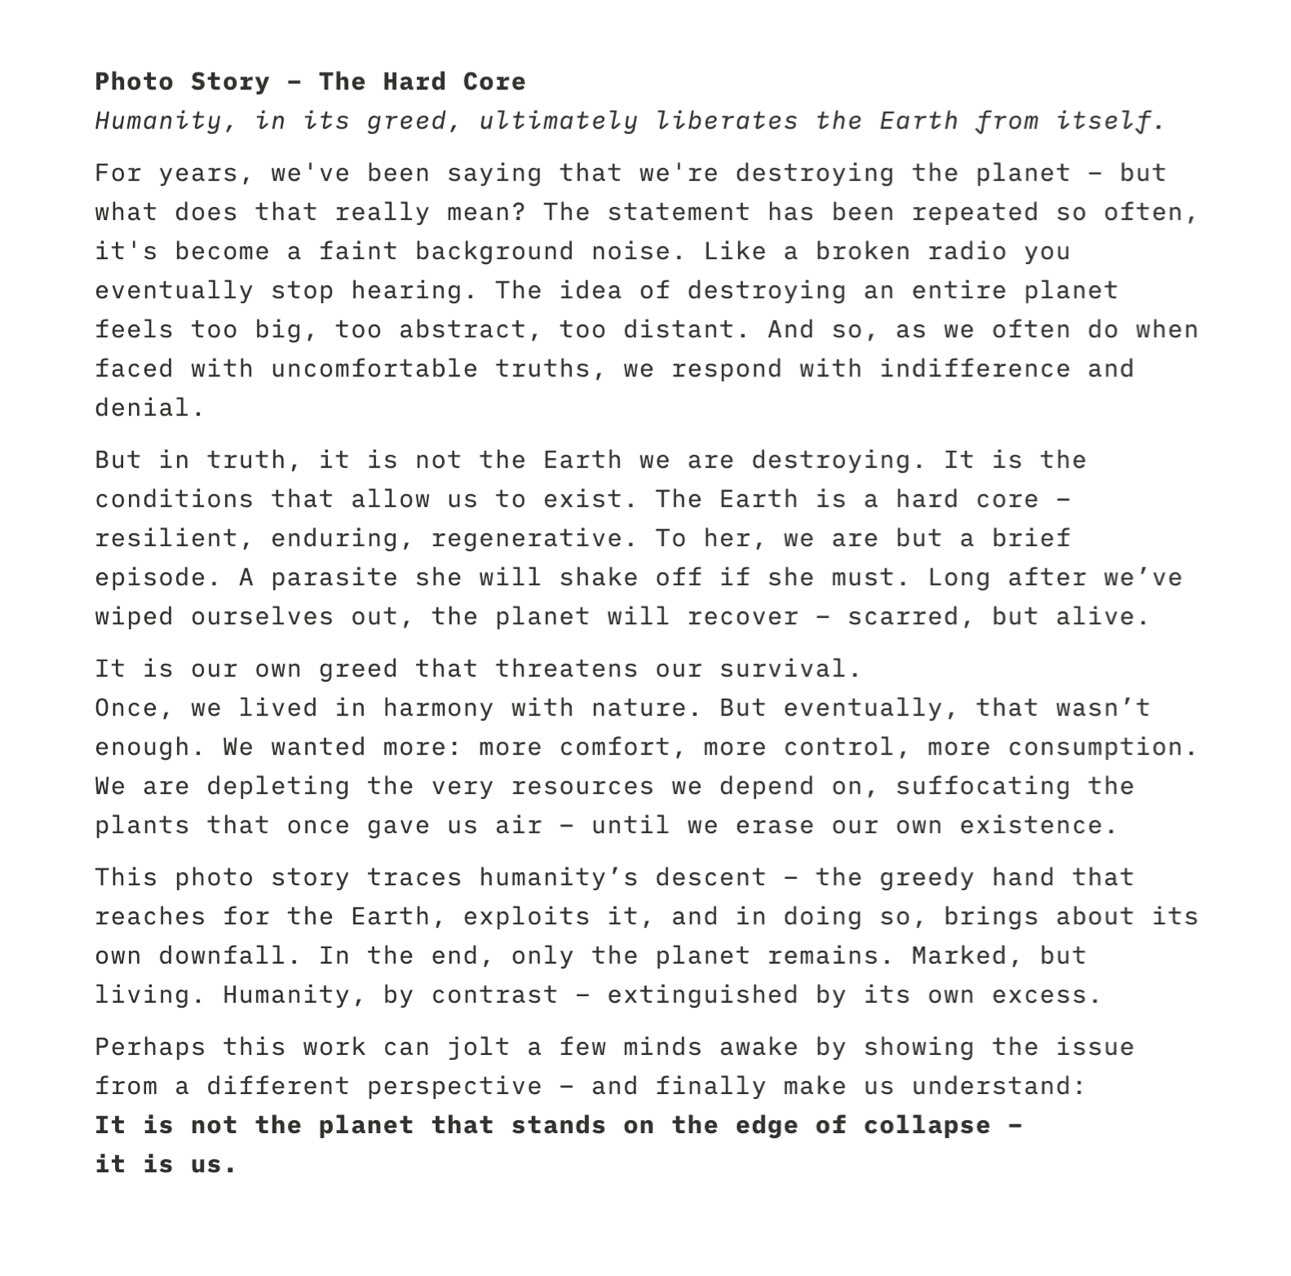 Photo Story – The Hard Core
Humanity, in its greed, ultimately liberates the Earth from itself.
For years, we've been saying that we're destroying the planet – but
what does that really mean? The statement has been repeated so often,
it's become a faint background noise. Like a broken radio you
eventually stop hearing. The idea of destroying an entire planet
feels too big, too abstract, too distant. And so, as we often do when
faced with uncomfortable truths, we respond with indifference and
denial.
But in truth, it is not the Earth we are destroying. It is the
conditions that allow us to exist. The Earth is a hard core –
resilient, enduring, regenerative. To her, we are but a brief
episode. A parasite she will shake off if she must. Long after we’ve
wiped ourselves out, the planet will recover – scarred, but alive.
It is our own greed that threatens our survival.
Once, we lived in harmony with nature. But eventually, that wasn’t
enough. We wanted more: more comfort, more control, more consumption.
We are depleting the very resources we depend on, suffocating the
plants that once gave us air – until we erase our own existence.
This photo story traces humanity’s descent – the greedy hand that
reaches for the Earth, exploits it, and in doing so, brings about its
own downfall. In the end, only the planet remains. Marked, but
living. Humanity, by contrast – extinguished by its own excess.
Perhaps this work can jolt a few minds awake by showing the issue
from a different perspective – and finally make us understand:
It is not the planet that stands on the edge of collapse –
it is us.